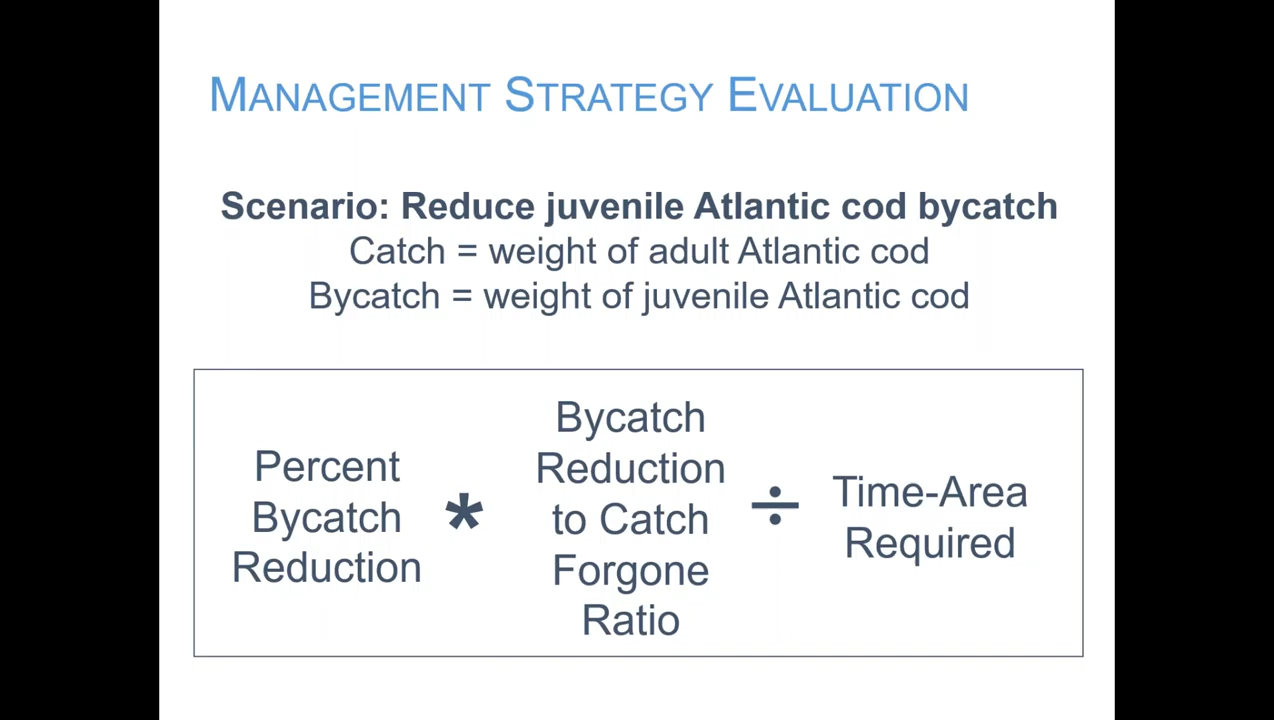 MANAGEMENT STRATEGY EVALUATION
Scenario: Reduce juvenile Atlantic cod bycatch
Catch = weight of adult Atlantic cod
Bycatch = weight of juvenile Atlantic cod
Percent
Bycatch
Reduction
*
Bycatch
Reduction
to Catch
Forgone
Ratio
÷
Time-Area
Required